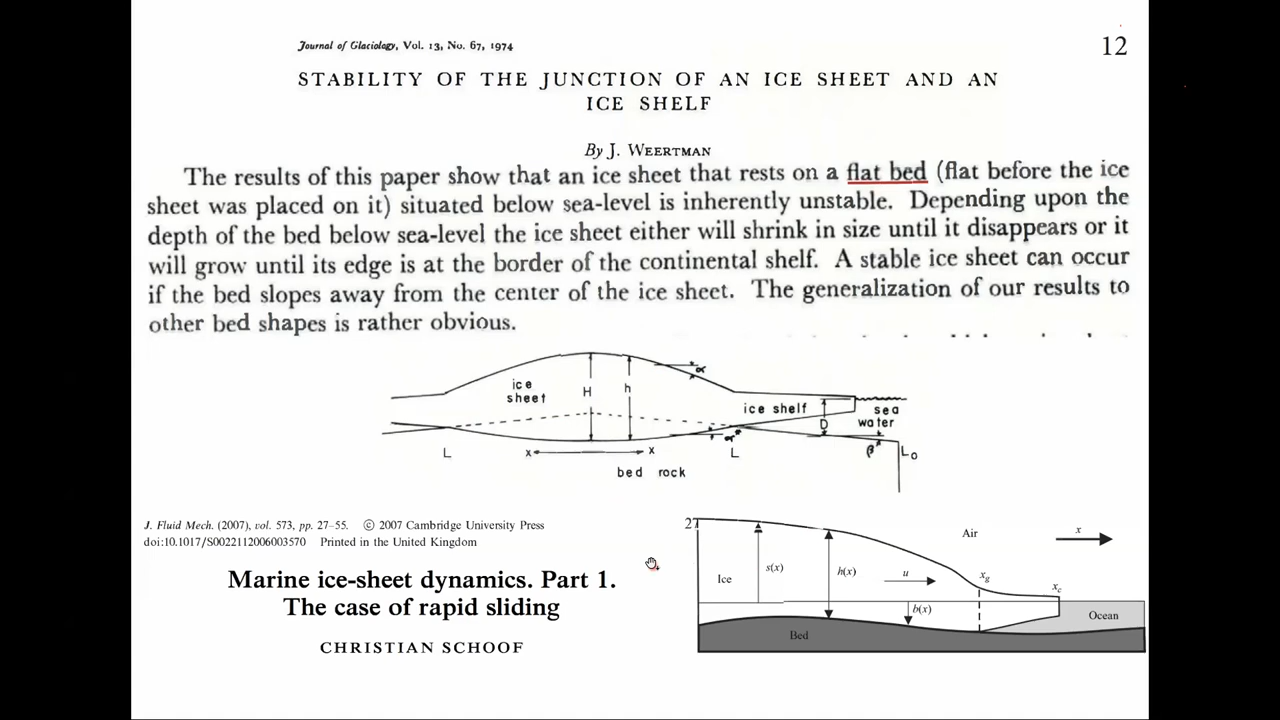 Journal of Glaciology, Vol. 13, No. 67, 1974
12
STABILITY OF THE JUNCTION OF AN ICE SHEET AND AN
ICE SHELF
By J. WEERTMAN
The results of this paper show that an ice sheet that rests on a flat bed (flat before the ice
sheet was placed on it) situated below sea-level is inherently unstable. Depending upon the
depth of the bed below sea-level the ice sheet either will shrink in size until it disappears or it
will grow until its edge is at the border of the continental shelf. A stable ice sheet can occur
if the bed slopes away from the center of the ice sheet. The generalization of our results to
other bed shapes is rather obvious.
ice
sheet
H
h
α
ice shelf
D
sea
water
α*
β
L
x
x
L
L₀
bed rock
J. Fluid Mech. (2007), vol. 573, pp. 27–55. © 2007 Cambridge University Press
doi:10.1017/S0022112006003570 Printed in the United Kingdom
27
Marine ice-sheet dynamics. Part 1.
The case of rapid sliding
CHRISTIAN SCHOOF
Air
x
Ice
s(x)
h(x)
u
x_g
x_c
b(x)
Ocean
Bed